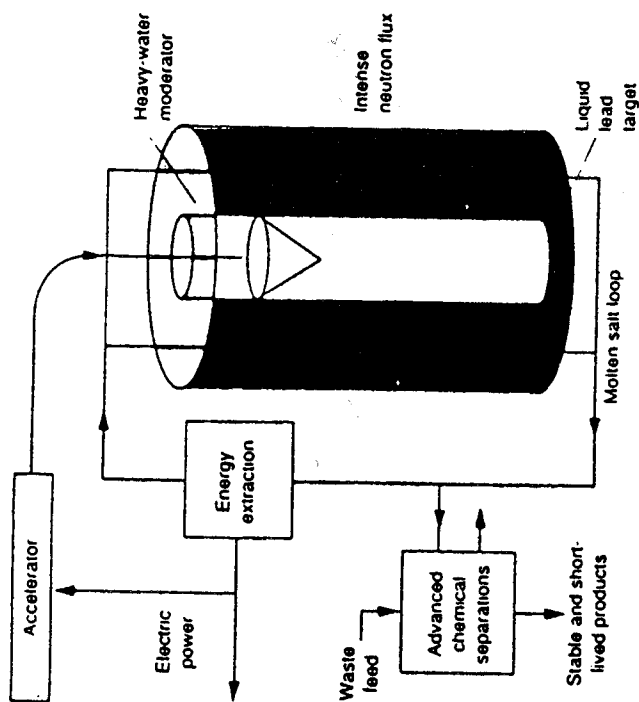 Accelerator
Electric
power
Energy
extraction
Waste
feed
Advanced
chemical
separations
Stable and short-
lived products
Heavy-water
moderator
Intense
neutron flux
Molten salt loop
Liquid
lead
target